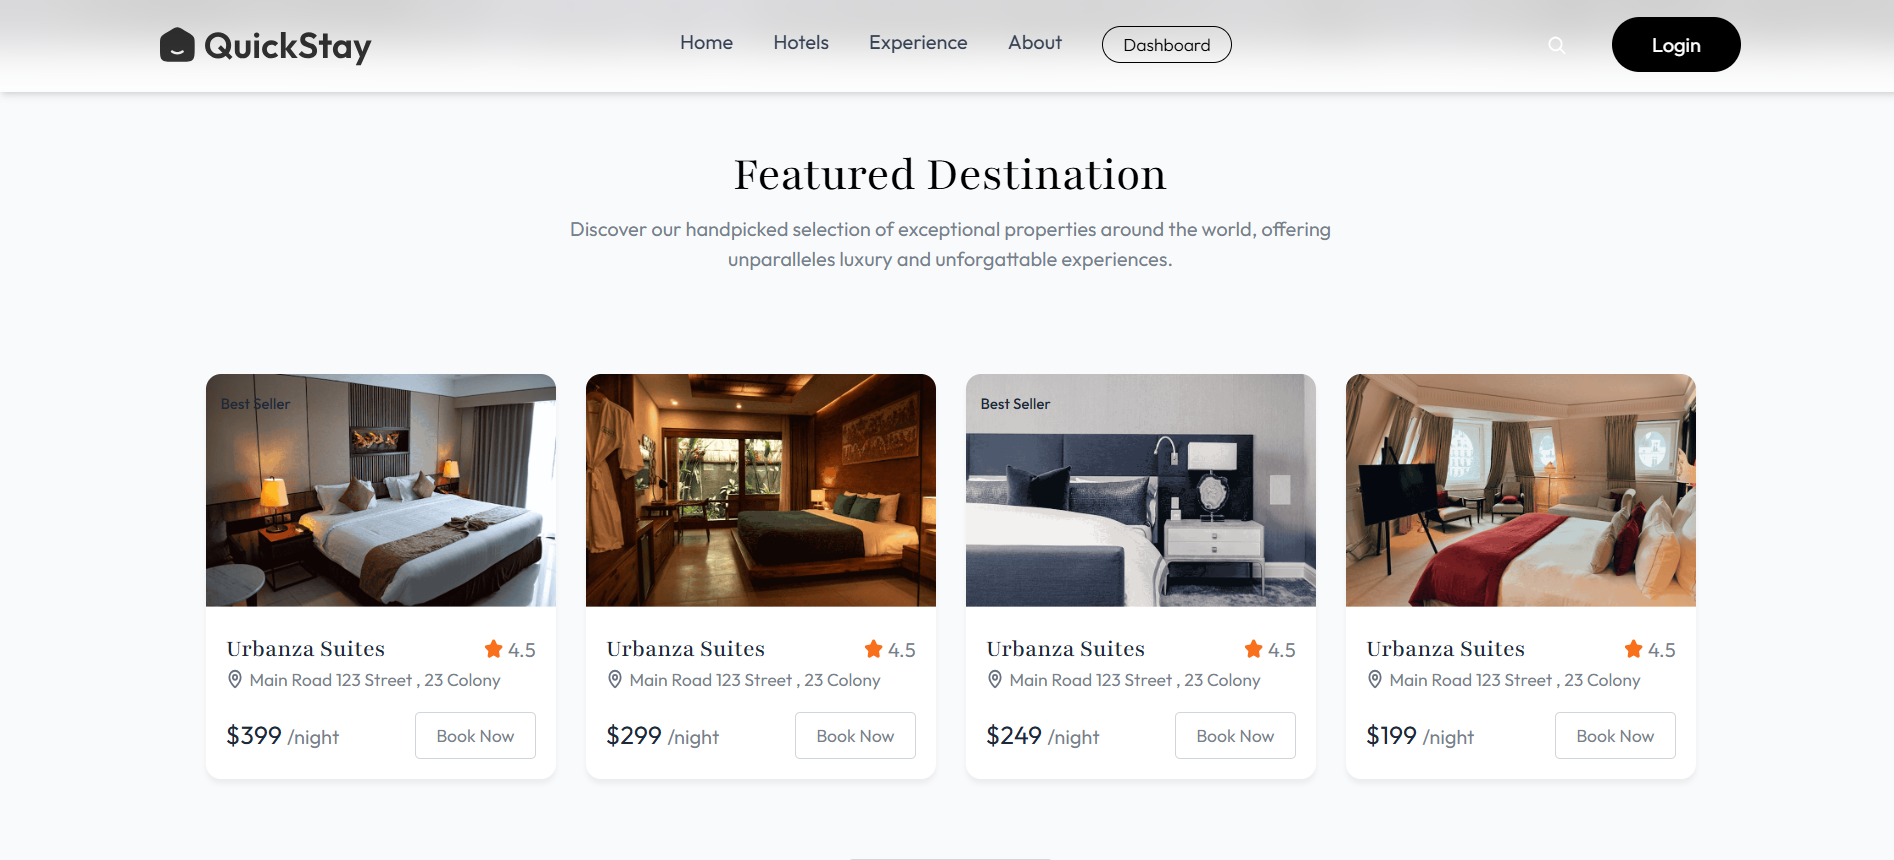 QuickStay
Home
Hotels
Experience
About
Dashboard
Login
Featured Destination
Discover our handpicked selection of exceptional properties around the world, offering
unparalleles luxury and unforgattable experiences.
Best Seller
Best Seller
Urbanza Suites
4.5
Main Road 123 Street , 23 Colony
$399 /night
Book Now
Urbanza Suites
4.5
Main Road 123 Street , 23 Colony
$299 /night
Book Now
Urbanza Suites
4.5
Main Road 123 Street , 23 Colony
$249 /night
Book Now
Urbanza Suites
4.5
Main Road 123 Street , 23 Colony
$199 /night
Book Now